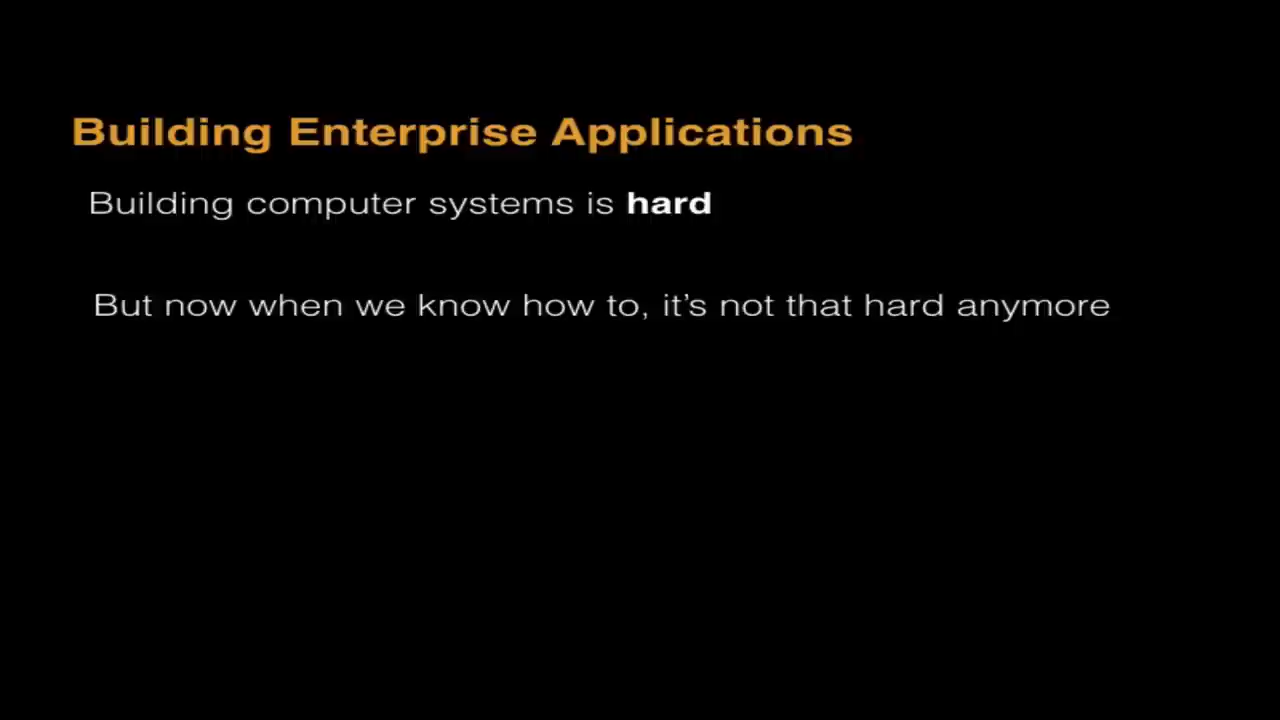 Building Enterprise Applications
Building computer systems is hard
But now when we know how to, it’s not that hard anymore